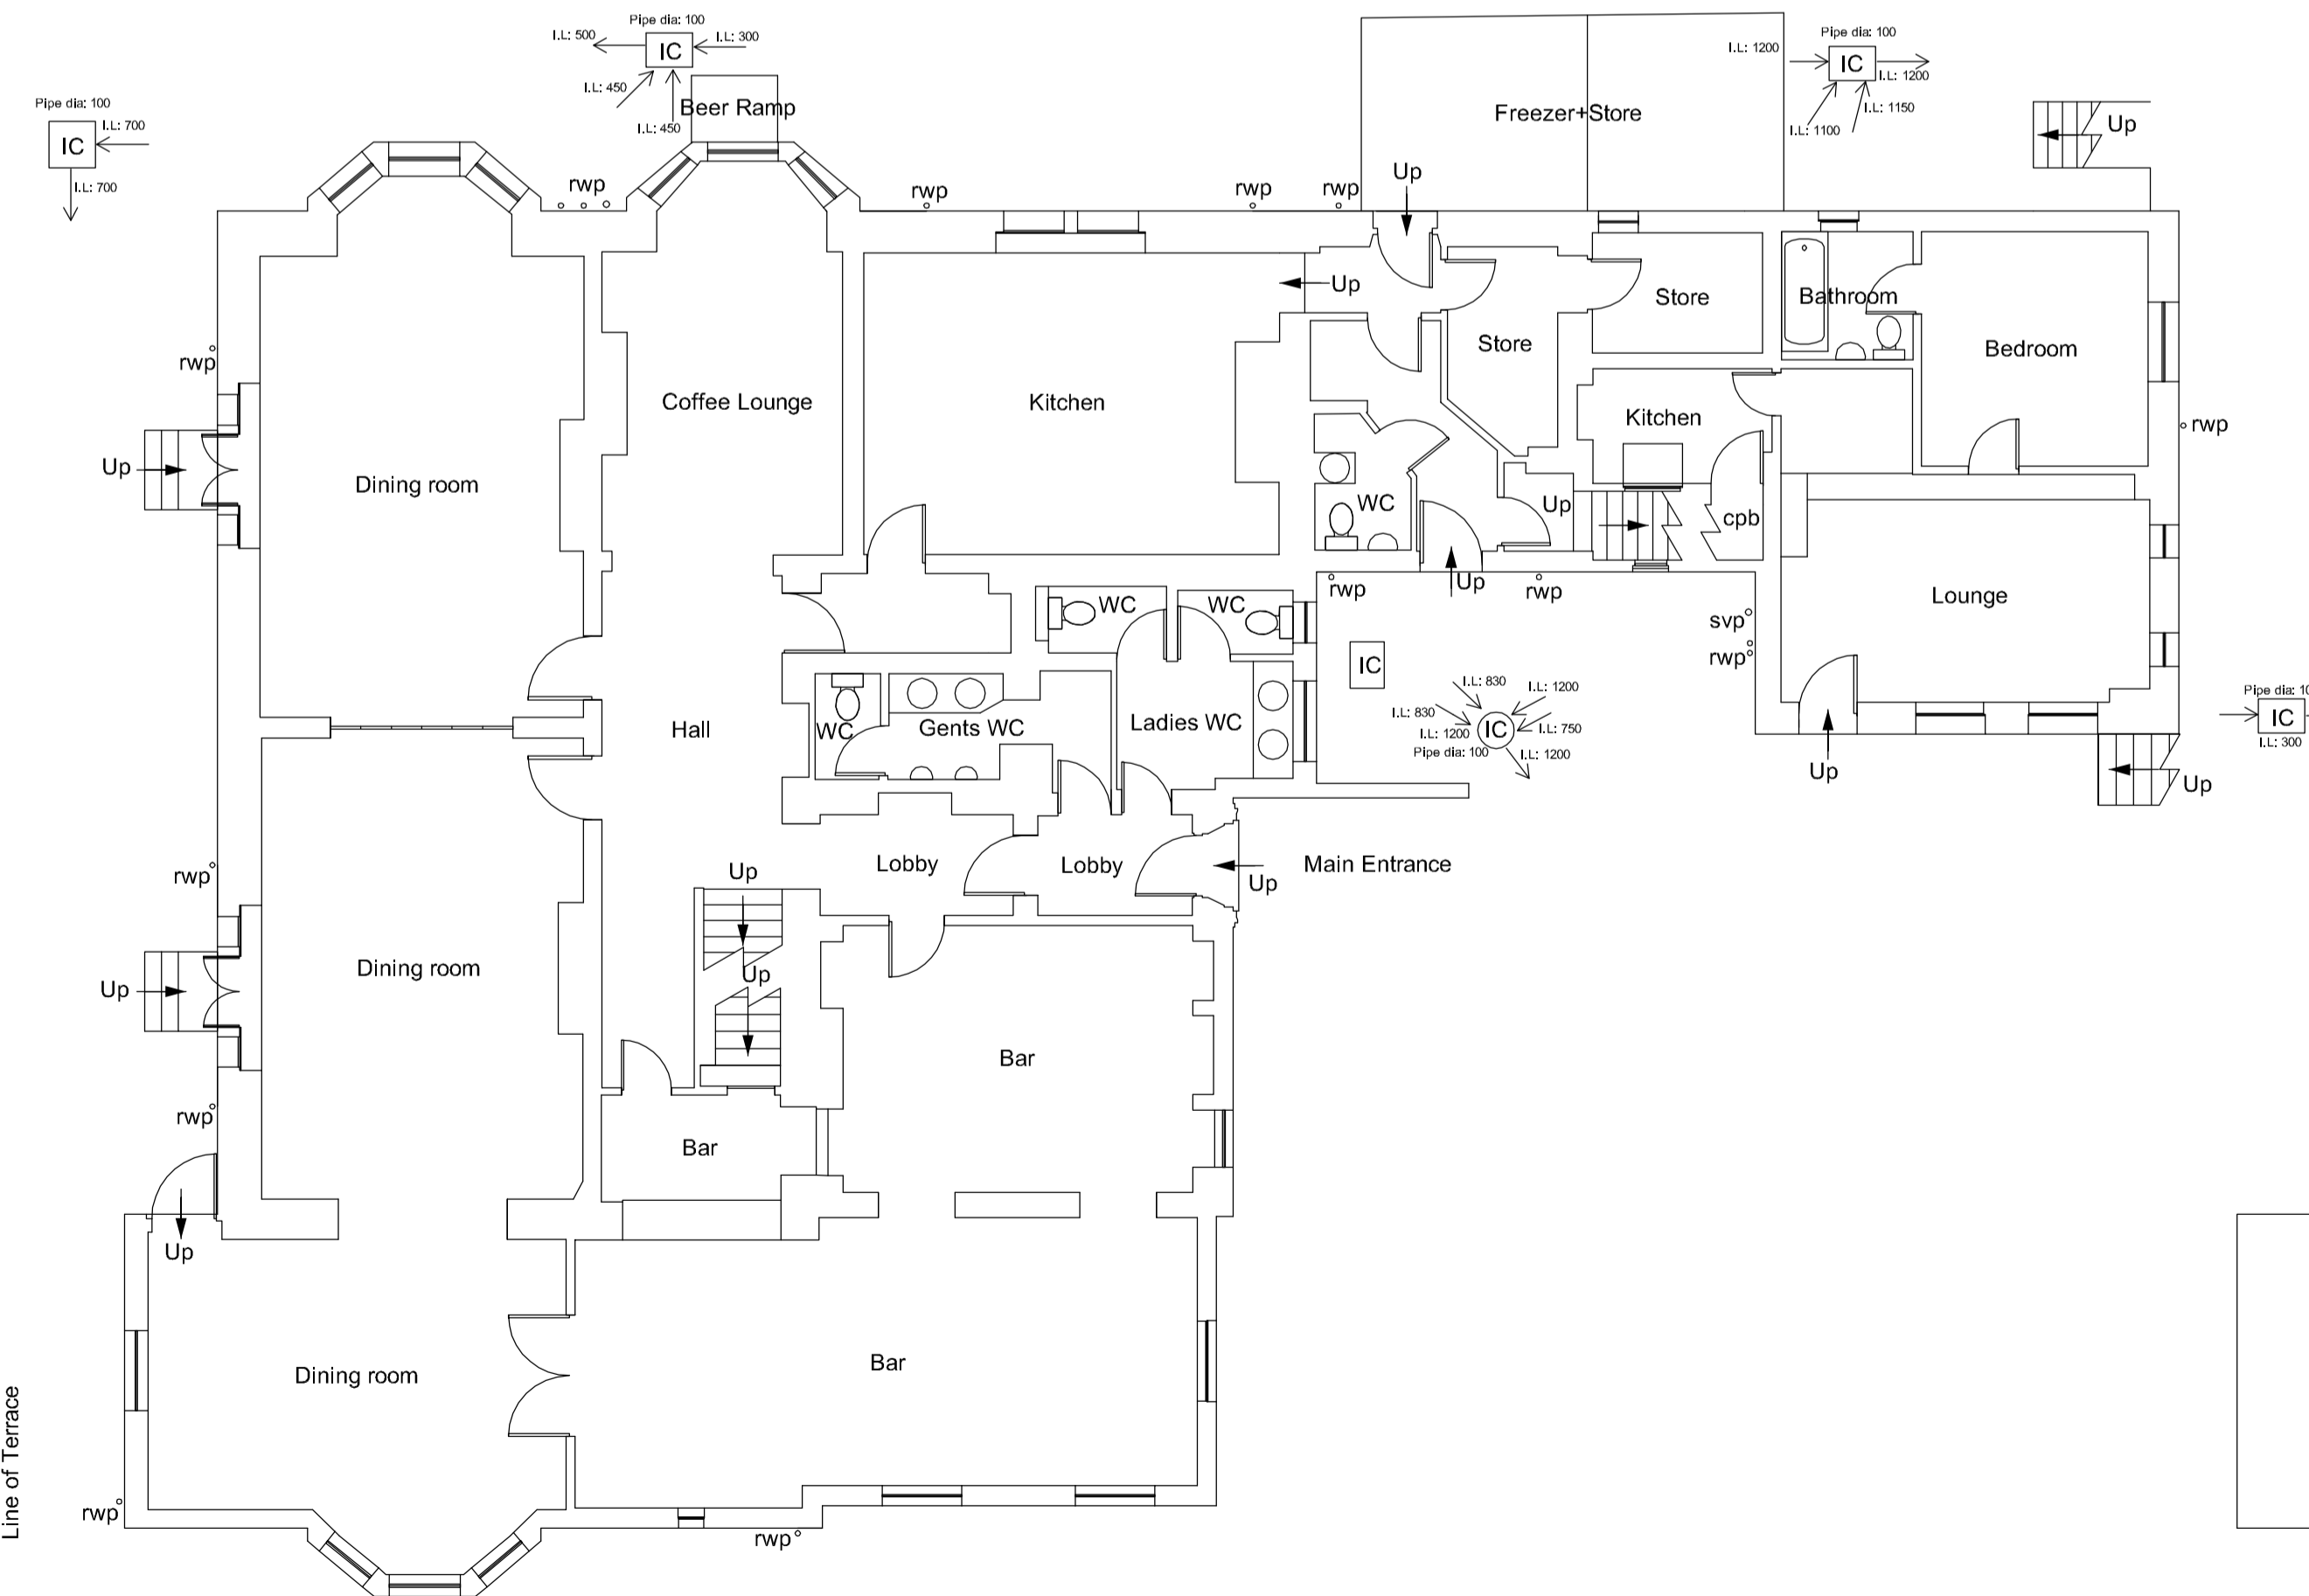 Pipe dia: 100
I.L: 500
IC
I.L: 300
I.L: 450
I.L: 450
Beer Ramp
Pipe dia: 100
I.L: 1200
IC
I.L: 1200
I.L: 1150
I.L: 1100
Pipe dia: 100
I.L: 700
IC
I.L: 700
Freezer+Store
Up
Up
rwp
rwp
rwp
rwp
Up
Store
Bathroom
Store
Bedroom
rwp
Coffee Lounge
Kitchen
Kitchen
rwp
Up
Dining room
WC
Up
cpb
rwp
Up
rwp
WC
WC
Lounge
svp
rwp
IC
I.L: 830
I.L: 1200
I.L: 830
I.L: 1200
IC
I.L: 750
Pipe dia: 100
I.L: 1200
Pipe dia: 10
IC
I.L: 300
Hall
WC
Gents WC
Ladies WC
Up
Up
rwp
Up
Lobby
Lobby
Up
Main Entrance
Dining room
Up
Up
Bar
rwp
Bar
Up
Dining room
Bar
Line of Terrace
rwp
rwp